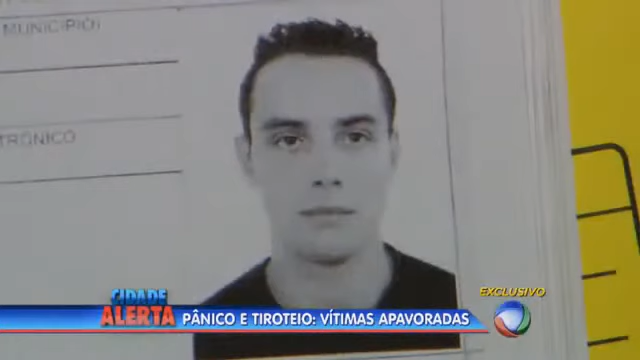 MUNICÍPIO)
TRÔNICO
EXCLUSIVO
CIDADE
ALERTA
PÂNICO E TIROTEIO: VÍTIMAS APAVORADAS